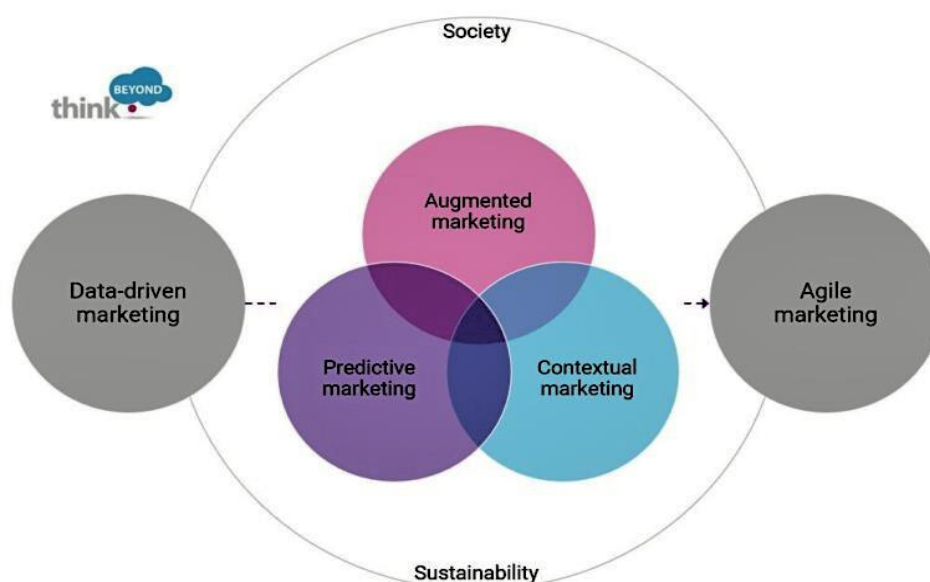 Society
think
BEYOND
Augmented
marketing
Data-driven
marketing
Agile
marketing
Predictive
marketing
Contextual
marketing
Sustainability